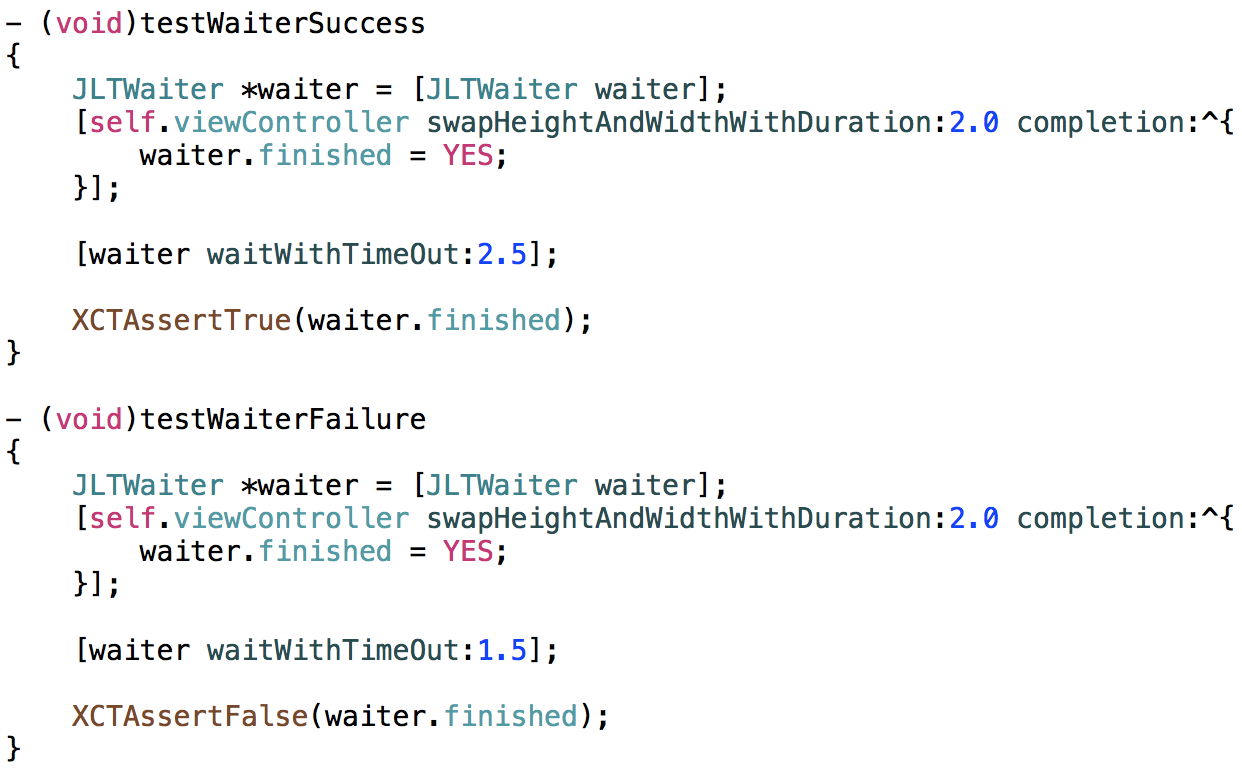 - (void)testWaiterSuccess
{
    JLTWaiter *waiter = [JLTWaiter waiter];
    [self.viewController swapHeightAndWidthWithDuration:2.0 completion:^{
        waiter.finished = YES;
    }];

    [waiter waitWithTimeOut:2.5];

    XCTAssertTrue(waiter.finished);
}

- (void)testWaiterFailure
{
    JLTWaiter *waiter = [JLTWaiter waiter];
    [self.viewController swapHeightAndWidthWithDuration:2.0 completion:^{
        waiter.finished = YES;
    }];

    [waiter waitWithTimeOut:1.5];

    XCTAssertFalse(waiter.finished);
}